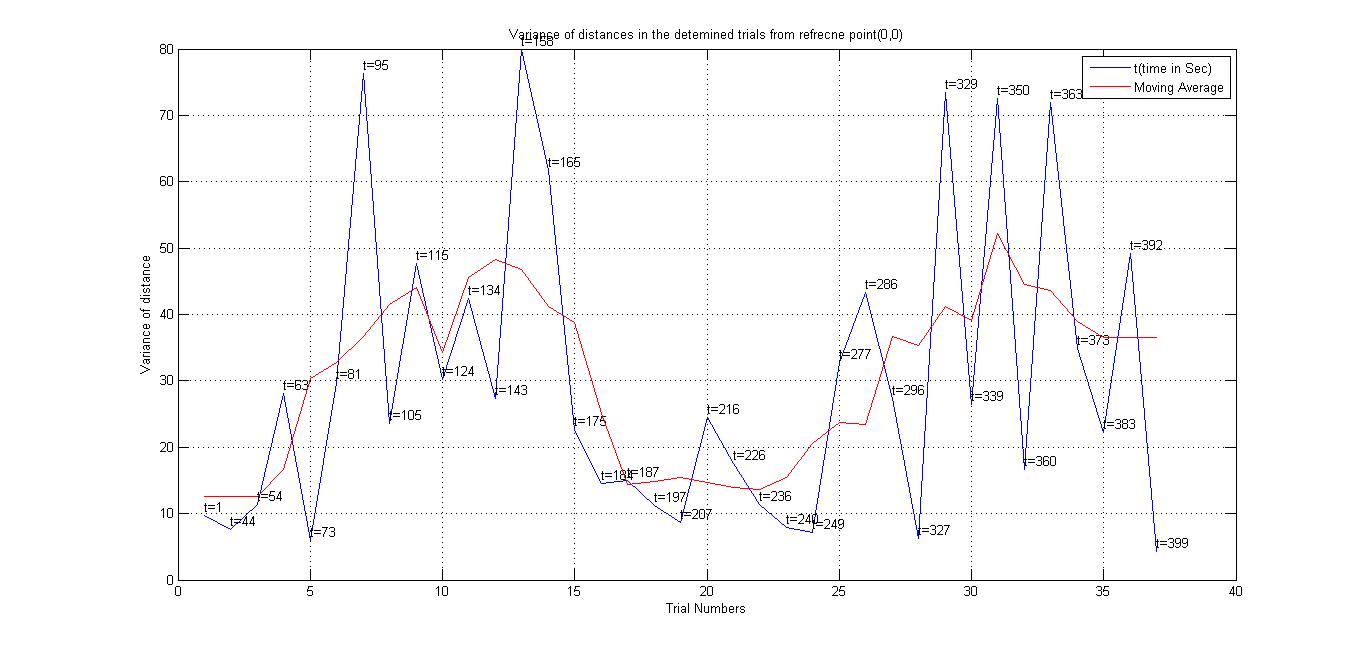 Variance of distances in the detemined trials from refrecne point(0,0)
t(time in Sec)
Moving Average
Variance of distance
80
70
60
50
40
30
20
10
0
t=1
t=44
t=54
t=63
t=73
t=81
t=95
t=105
t=115
t=124
t=134
t=143
t=165
t=175
t=187
t=197
t=207
t=216
t=226
t=236
t=240
t=249
t=277
t=286
t=296
t=327
t=329
t=339
t=350
t=360
t=363
t=373
t=383
t=392
t=399
0
5
10
15
20
25
30
35
40
Trial Numbers